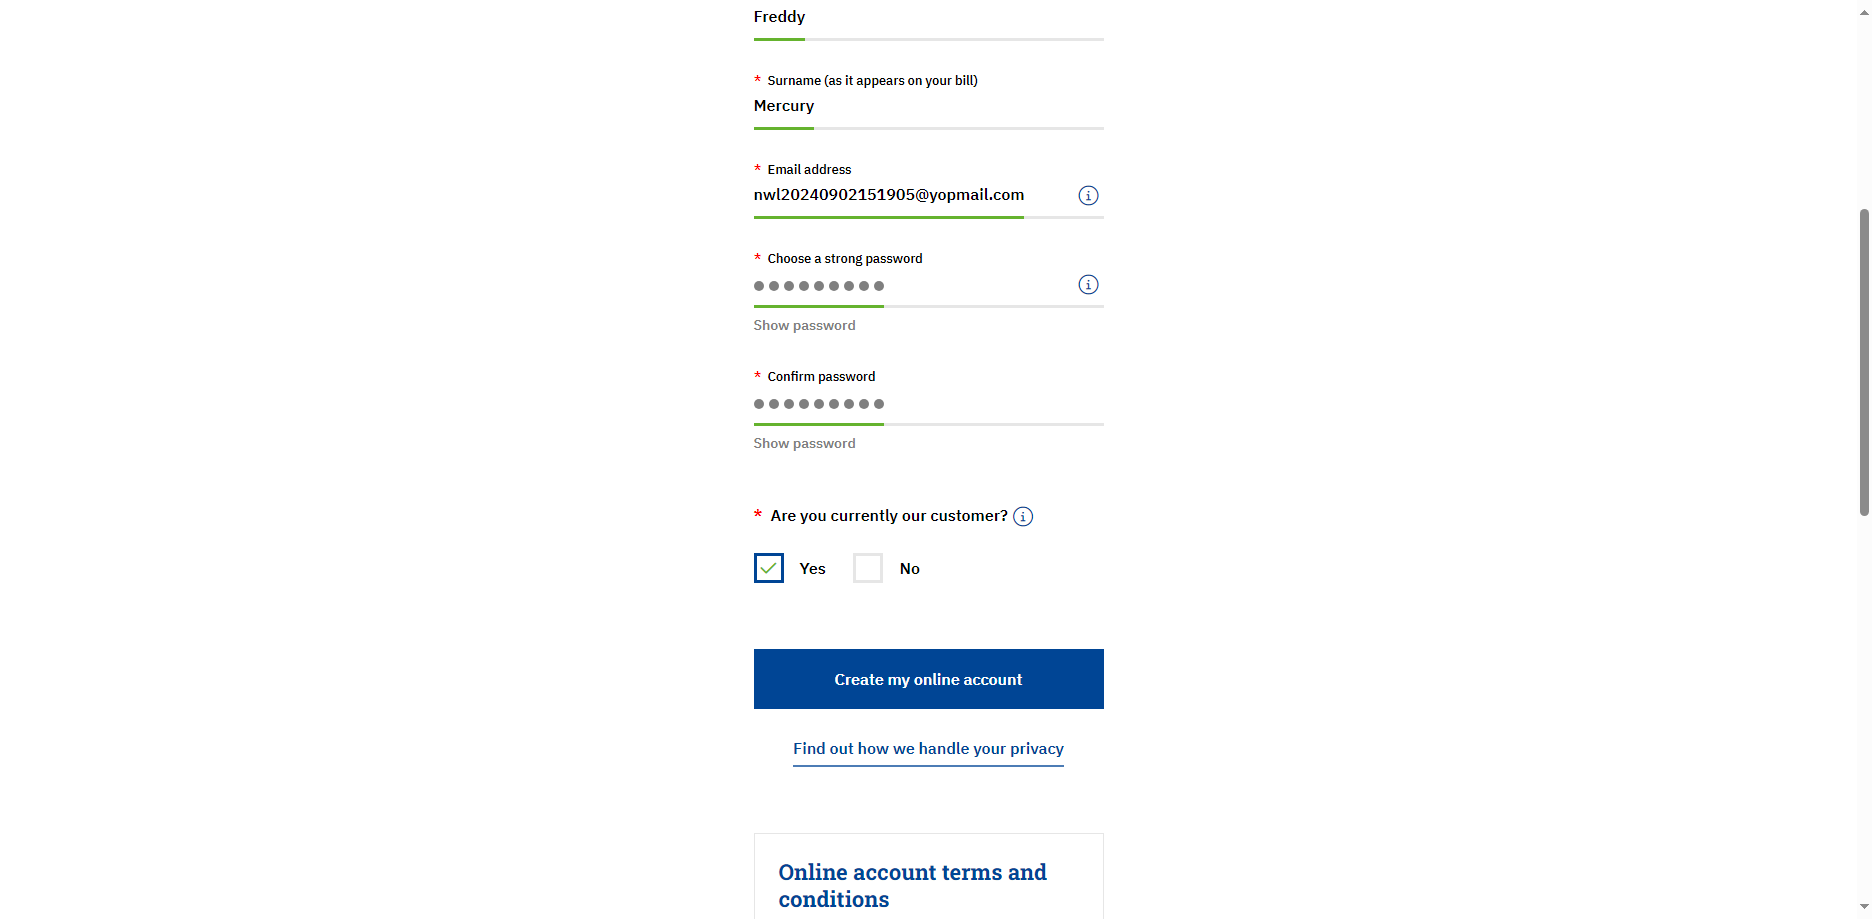 Freddy
* Surname (as it appears on your bill)
Mercury
* Email address
nwl20240902151905@yopmail.com
* Choose a strong password
Show password
* Confirm password
Show password
* Are you currently our customer?
Yes No
Create my online account
Find out how we handle your privacy
Online account terms and
conditions